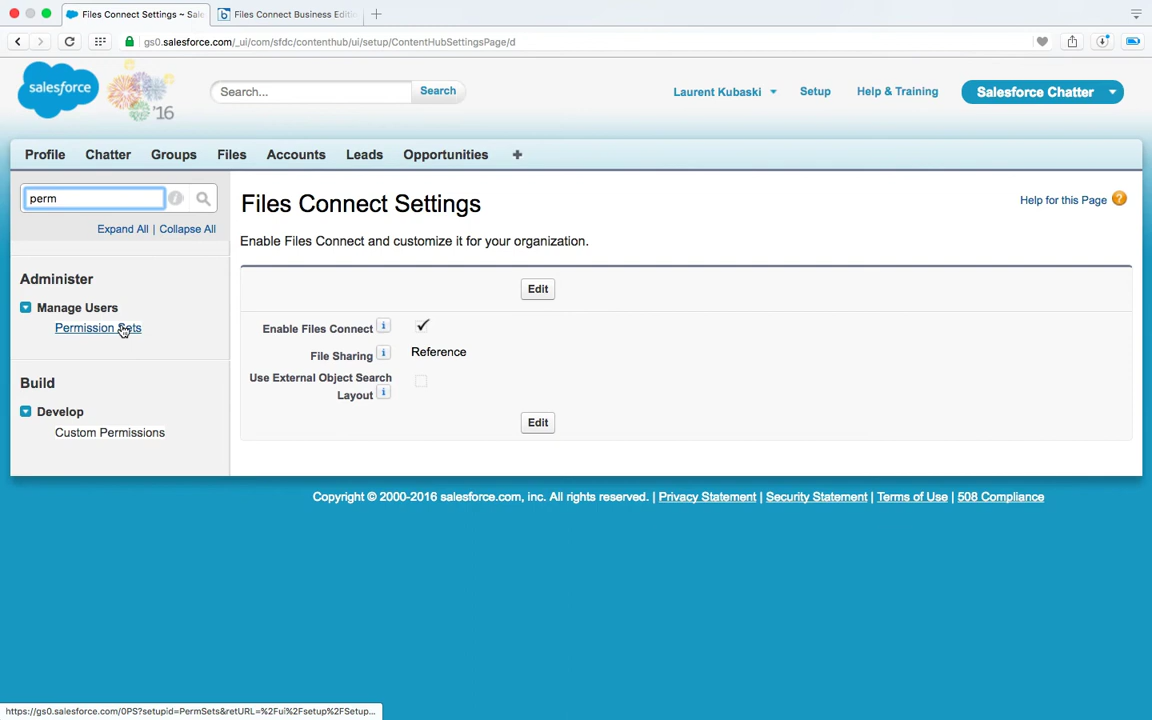 Files Connect Settings ~ Sale
Files Connect Business Editi
gs0.salesforce.com/_ui/com/sfdc/contenthub/ui/setup/ContentHubSettingsPage/d
salesforce
'16
Search...
Search
Laurent Kubaski
Setup
Help & Training
Salesforce Chatter
Profile
Chatter
Groups
Files
Accounts
Leads
Opportunities
+
perm
Expand All | Collapse All
Administer
Manage Users
Permission Sets
Build
Develop
Custom Permissions
Files Connect Settings
Help for this Page
Enable Files Connect and customize it for your organization.
Edit
Enable Files Connect
File Sharing
Reference
Use External Object Search
Layout
Edit
Copyright © 2000-2016 salesforce.com, inc. All rights reserved. | Privacy Statement | Security Statement | Terms of Use | 508 Compliance
https://gs0.salesforce.com/0PS?setupid=PermSets&retURL=%2Fui%2Fsetup%2FSetup...